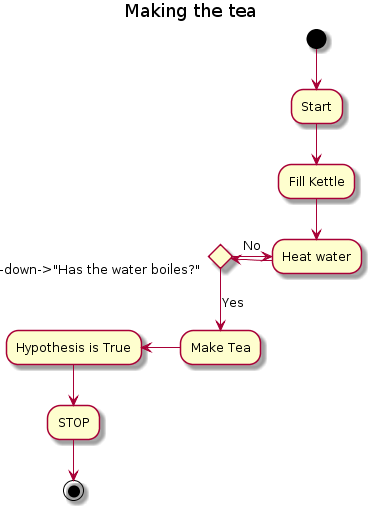 Making the tea
Start
Fill Kettle
No
Heat water
-down->"Has the water boiles?"
Yes
Hypothesis is True
Make Tea
STOP